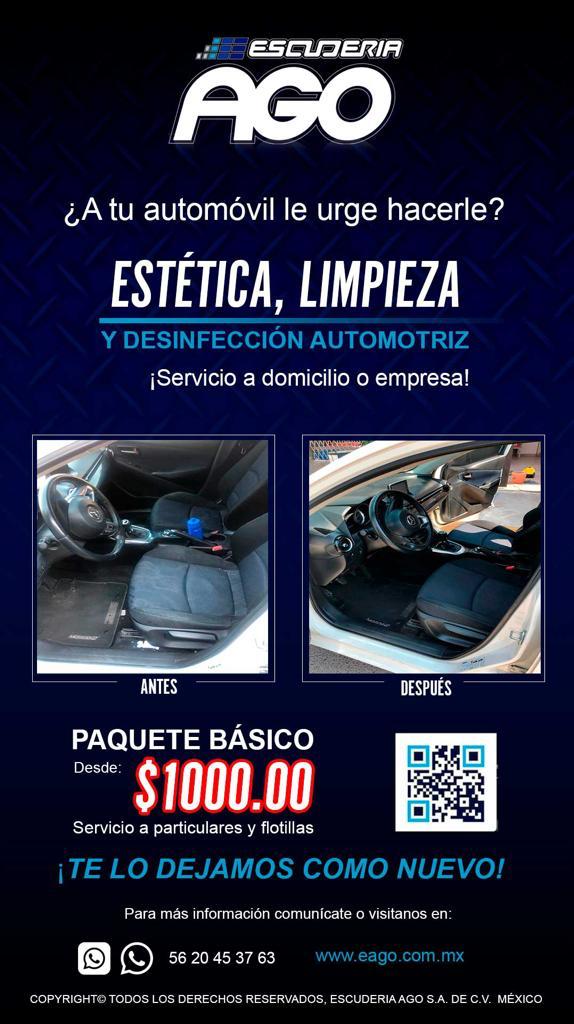 ESCUDERIA
AGO
¿A tu automóvil le urge hacerle?
ESTÉTICA, LIMPIEZA
Y DESINFECCIÓN AUTOMOTRIZ
¡Servicio a domicilio o empresa!
ANTES
DESPUÉS
PAQUETE BÁSICO
Desde:
$1000.00
Servicio a particulares y flotillas
¡TE LO DEJAMOS COMO NUEVO!
Para más información comunícate o visitanos en:
56 20 45 37 63
www.eago.com.mx
COPYRIGHT© TODOS LOS DERECHOS RESERVADOS, ESCUDERIA AGO S.A. DE C.V. MÉXICO